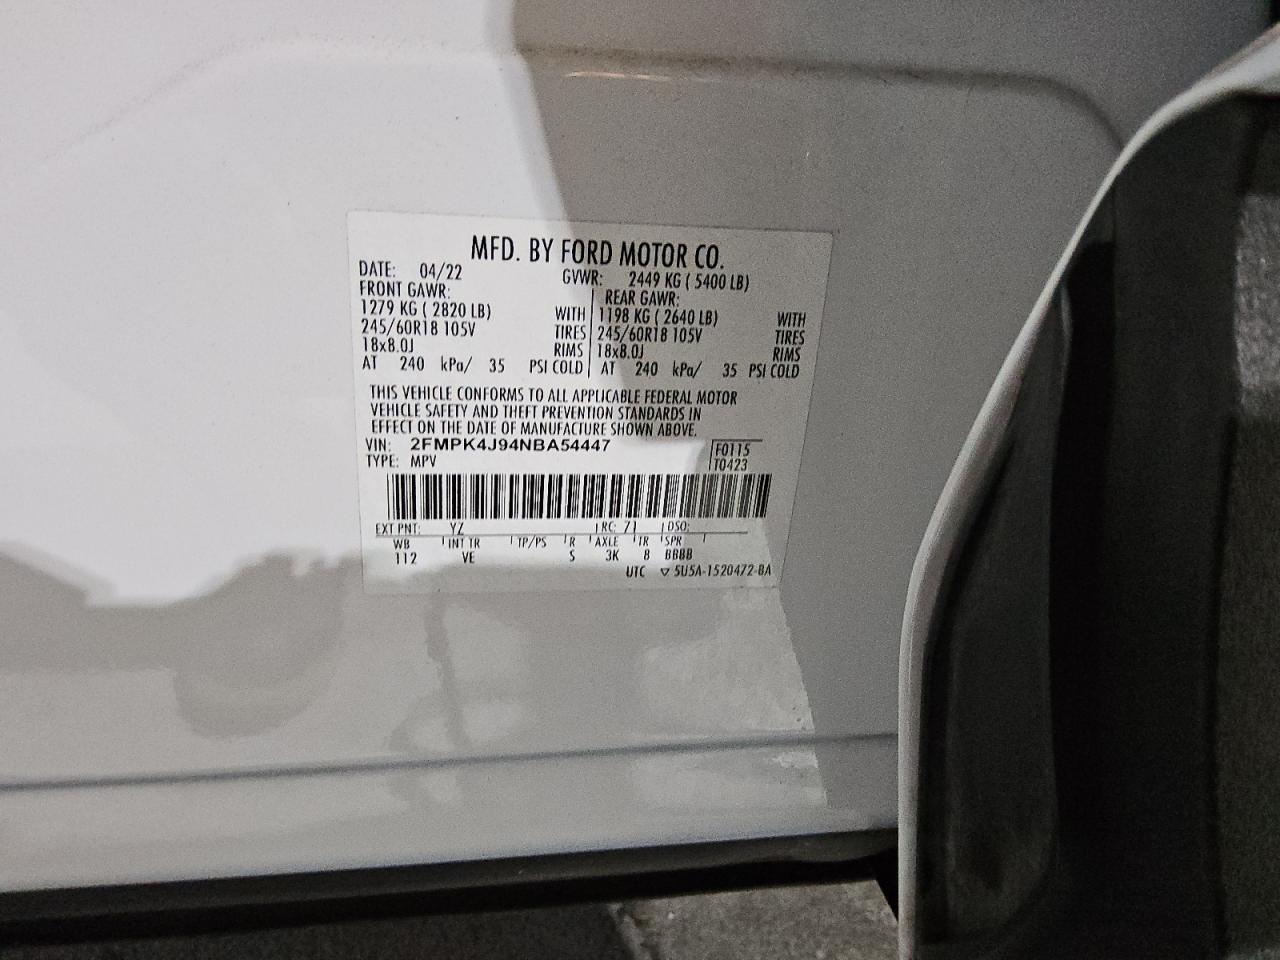 MFD. BY FORD MOTOR CO.
DATE: 04/22 GVWR: 2449 KG ( 5400 LB)
FRONT GAWR: REAR GAWR:
1279 KG ( 2820 LB) WITH 1198 KG ( 2640 LB) WITH
245/60R18 105V TIRES 245/60R18 105V TIRES
18x8.0J RIMS 18x8.0J RIMS
AT 240 kPa/ 35 PSI COLD AT 240 kPa/ 35 PSI COLD
THIS VEHICLE CONFORMS TO ALL APPLICABLE FEDERAL MOTOR
VEHICLE SAFETY AND THEFT PREVENTION STANDARDS IN
EFFECT ON THE DATE OF MANUFACTURE SHOWN ABOVE.
VIN: 2FMPK4J94NBA54447 F0115
TYPE: MPV T0423
EXT PNT: YZ RC: 71 DSO:
WB INT TR TP/PS R AXLE TR SPR
112 VE S 3K 8 BBBB
UTC ▽ 5U5A-1520472-BA